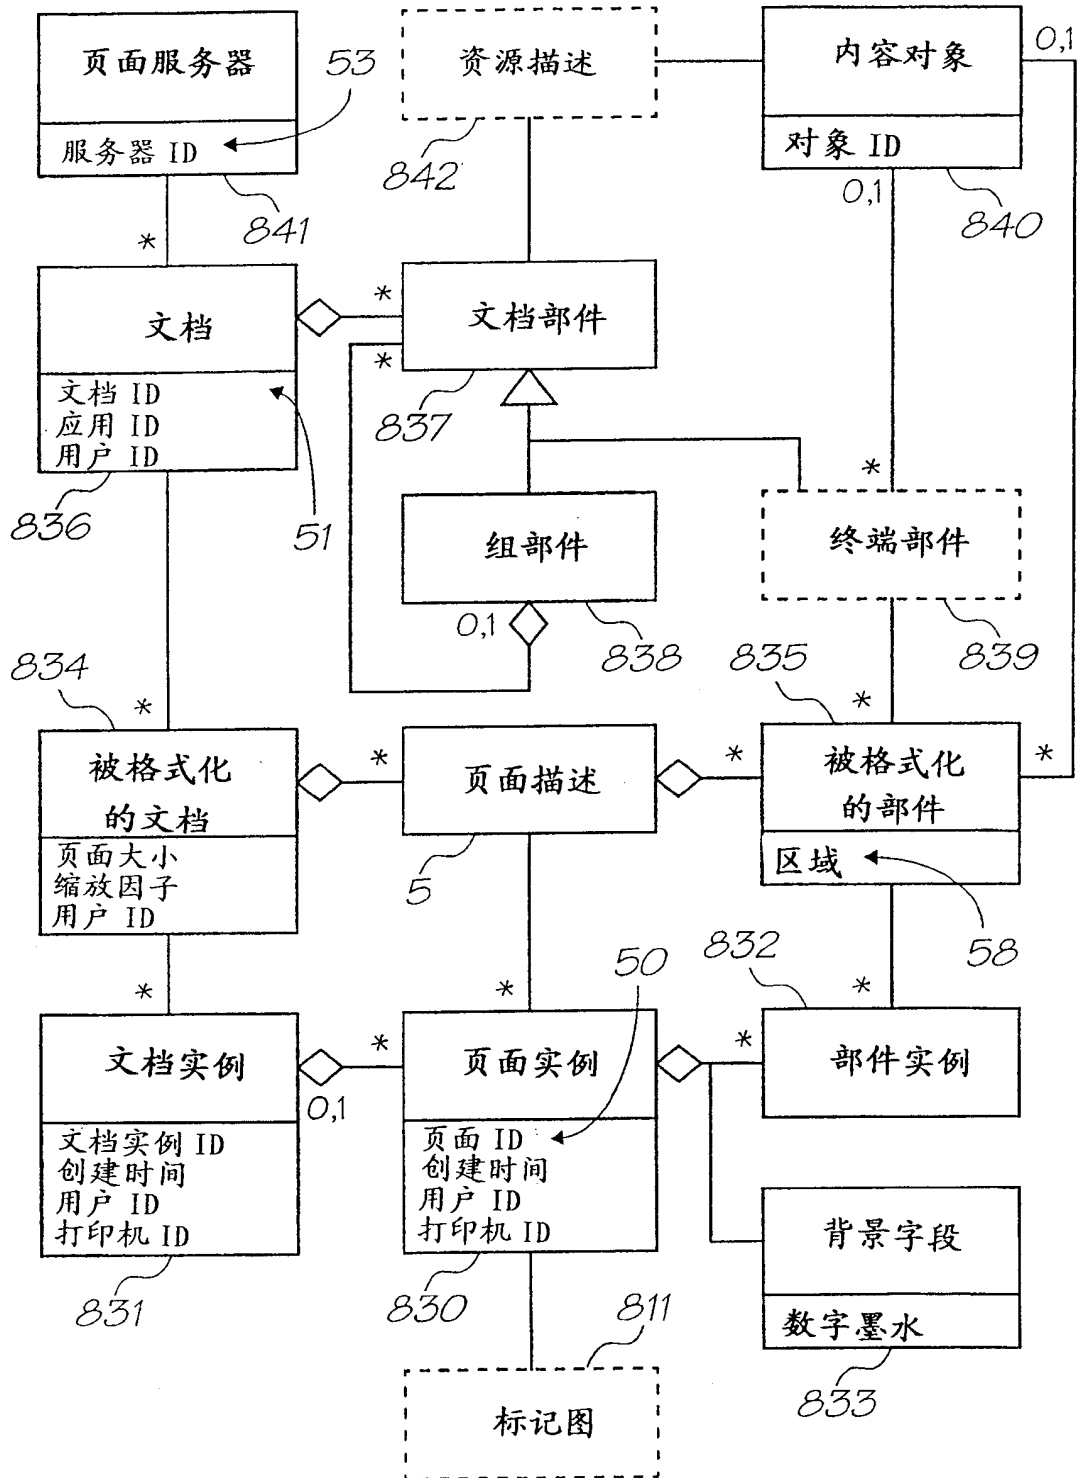 页面服务器
服务器 ID
53
841
资源描述
842
内容对象
对象 ID
0,1
0,1
840
*
文档
文档 ID
应用 ID
用户 ID
836
51
*
*
文档部件
837
组部件
0,1
838
*
终端部件
839
834
*
被格式化
的文档
页面大小
缩放因子
用户 ID
*
页面描述
5
835
*
*
*
被格式化
的部件
区域
58
*
文档实例
文档实例 ID
创建时间
用户 ID
打印机 ID
831
0,1
*
50
*
页面实例
页面 ID
创建时间
用户 ID
打印机 ID
830
832
*
*
部件实例
背景字段
数字墨水
833
811
标记图